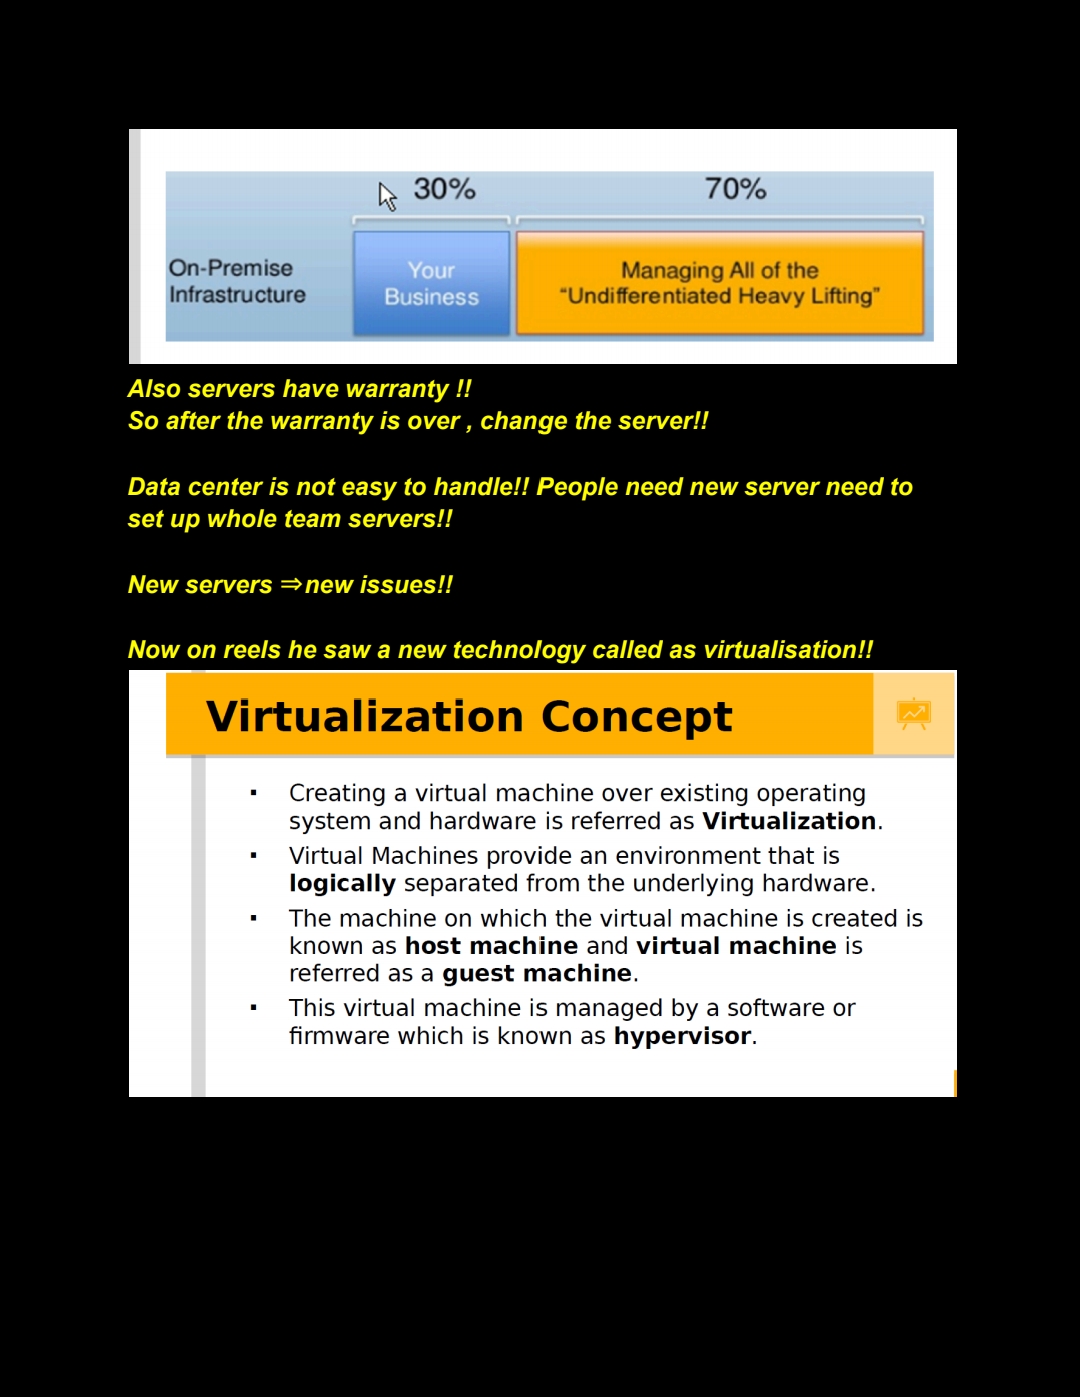 30% 70%
On-Premise
Infrastructure
Your
Business
Managing All of the
“Undifferentiated Heavy Lifting”
Also servers have warranty !!
So after the warranty is over , change the server!!
Data center is not easy to handle!! People need new server need to
set up whole team servers!!
New servers ⇒new issues!!
Now on reels he saw a new technology called as virtualisation!!
Virtualization Concept
▪ Creating a virtual machine over existing operating
system and hardware is referred as Virtualization.
▪ Virtual Machines provide an environment that is
logically separated from the underlying hardware.
▪ The machine on which the virtual machine is created is
known as host machine and virtual machine is
referred as a guest machine.
▪ This virtual machine is managed by a software or
firmware which is known as hypervisor.